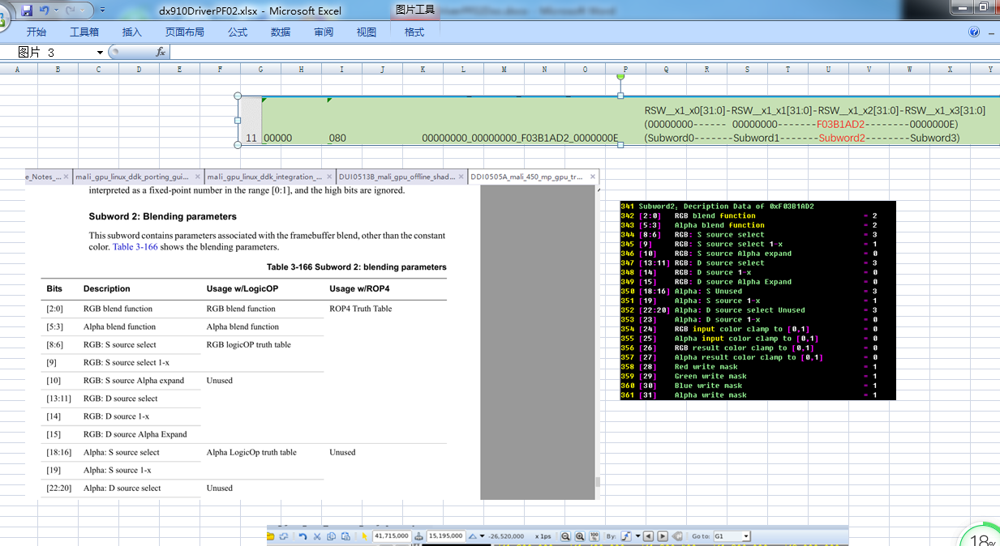 dx910DriverPF02.xlsx - Microsoft Excel
图片工具
开始 工具箱 插入 页面布局 公式 数据 审阅 视图 格式
图片 3 fx
A B C D E F G H I J K L M N O P Q R S T U V W X Y
RSW__x1_x0[31:0]-RSW__x1_x1[31:0]-RSW__x1_x2[31:0]-RSW__x1_x3[31:0]
(00000000------ 00000000-------F03B1AD2--------0000000E)
11 _00000 _080 00000000_00000000_F03B1AD2_0000000E (Subword0-------Subword1-------Subword2--------Subword3)
e_Notes_... × mali_gpu_linux_ddk_porting_gui... × mali_gpu_linux_ddk_integration_... × DUI0513B_mali_gpu_offline_shad... × DDI0505A_mali_450_mp_gpu_tr... ×
interpreted as a fixed-point number in the range [0:1], and the high bits are ignored.
Subword 2: Blending parameters
This subword contains parameters associated with the framebuffer blend, other than the constant
color. Table 3-166 shows the blending parameters.
Table 3-166 Subword 2: blending parameters
Bits Description Usage w/LogicOP Usage w/ROP4
[2:0] RGB blend function RGB blend function ROP4 Truth Table
[5:3] Alpha blend function Alpha blend function
[8:6] RGB: S source select RGB logicOP truth table
[9] RGB: S source select 1-x
[10] RGB: S source Alpha expand Unused
[13:11] RGB: D source select
[14] RGB: D source 1-x
[15] RGB: D source Alpha Expand
[18:16] Alpha: S source select Alpha LogicOp truth table Unused
[19] Alpha: S source 1-x
[22:20] Alpha: D source select Unused
341 Subword2, Decription Data of 0xF03B1AD2
342 [2:0] RGB blend function = 2
343 [5:3] Alpha blend function = 2
344 [8:6] RGB: S source select = 3
345 [9] RGB: S source select 1-x = 1
346 [10] RGB: S source Alpha expand = 0
347 [13:11] RGB: D source select = 3
348 [14] RGB: D source 1-x = 0
349 [15] RGB: D source Alpha Expand = 0
350 [18:16] Alpha: S Unused = 3
351 [19] Alpha: S source 1-x = 1
352 [22:20] Alpha: D source select Unused = 3
353 [23] Alpha: D source 1-x = 0
354 [24] RGB input color clamp to [0,1] = 0
355 [25] Alpha input color clamp to [0,1] = 0
356 [26] RGB result color clamp to [0,1] = 0
357 [27] Alpha result color clamp to [0,1] = 0
358 [28] Red write mask = 1
359 [29] Green write mask = 1
360 [30] Blue write mask = 1
361 [31] Alpha write mask = 1
41,715,000 15,195,000 -26,520,000 x 1ps By: Go to: G1
18%